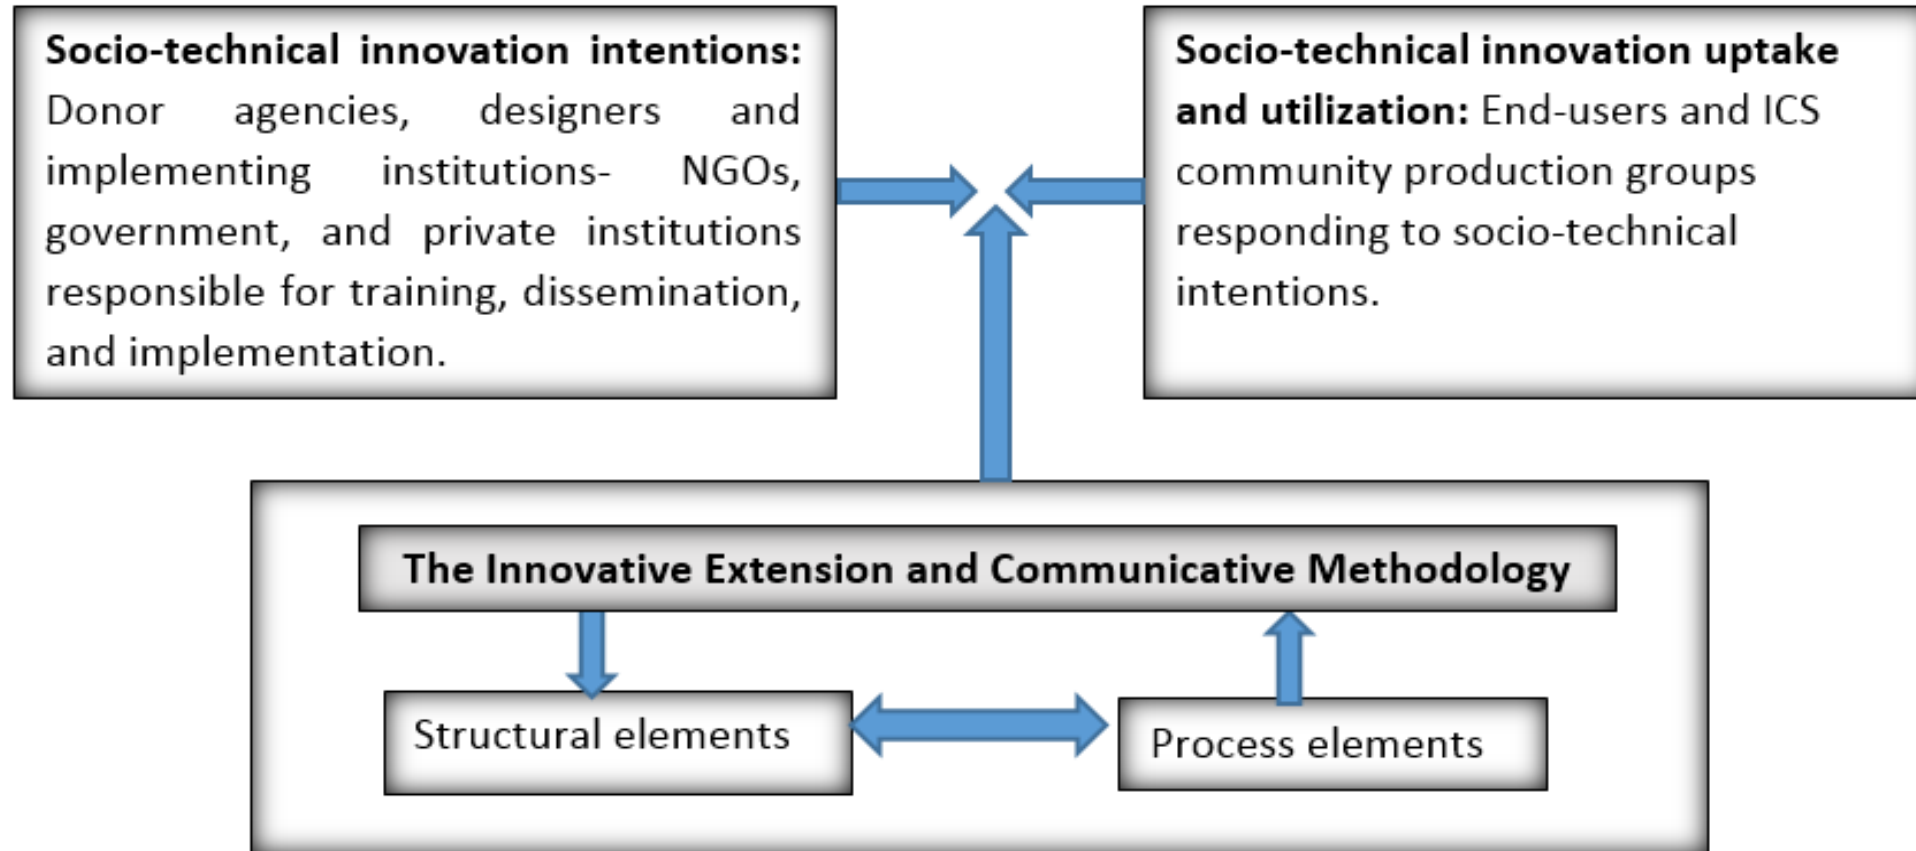 Socio-technical innovation intentions:
Donor agencies, designers and
implementing institutions- NGOs,
government, and private institutions
responsible for training, dissemination,
and implementation.
Socio-technical innovation uptake
and utilization: End-users and ICS
community production groups
responding to socio-technical
intentions.
The Innovative Extension and Communicative Methodology
Structural elements
Process elements